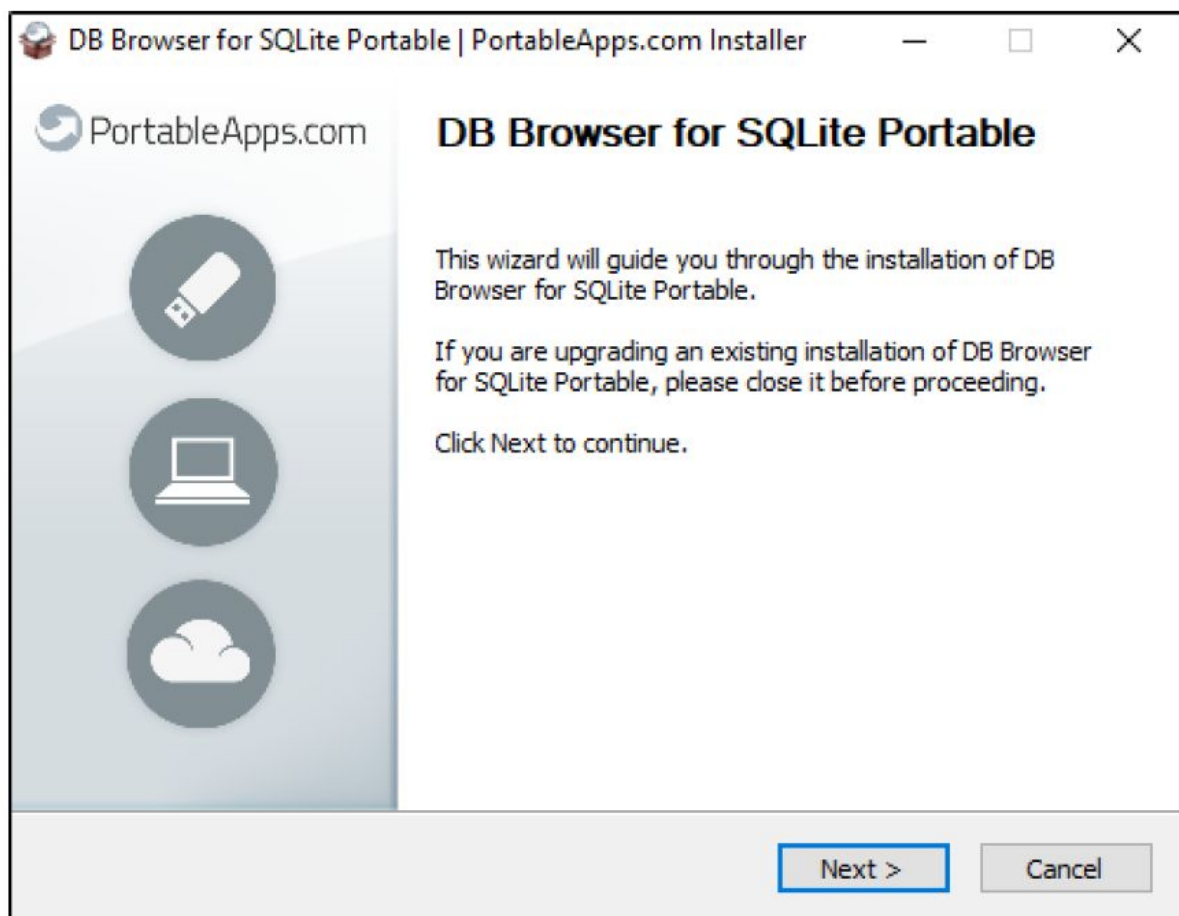 DB Browser for SQLite Portable | PortableApps.com Installer
PortableApps.com
DB Browser for SQLite Portable
This wizard will guide you through the installation of DB
Browser for SQLite Portable.
If you are upgrading an existing installation of DB Browser
for SQLite Portable, please close it before proceeding.
Click Next to continue.
Next >
Cancel